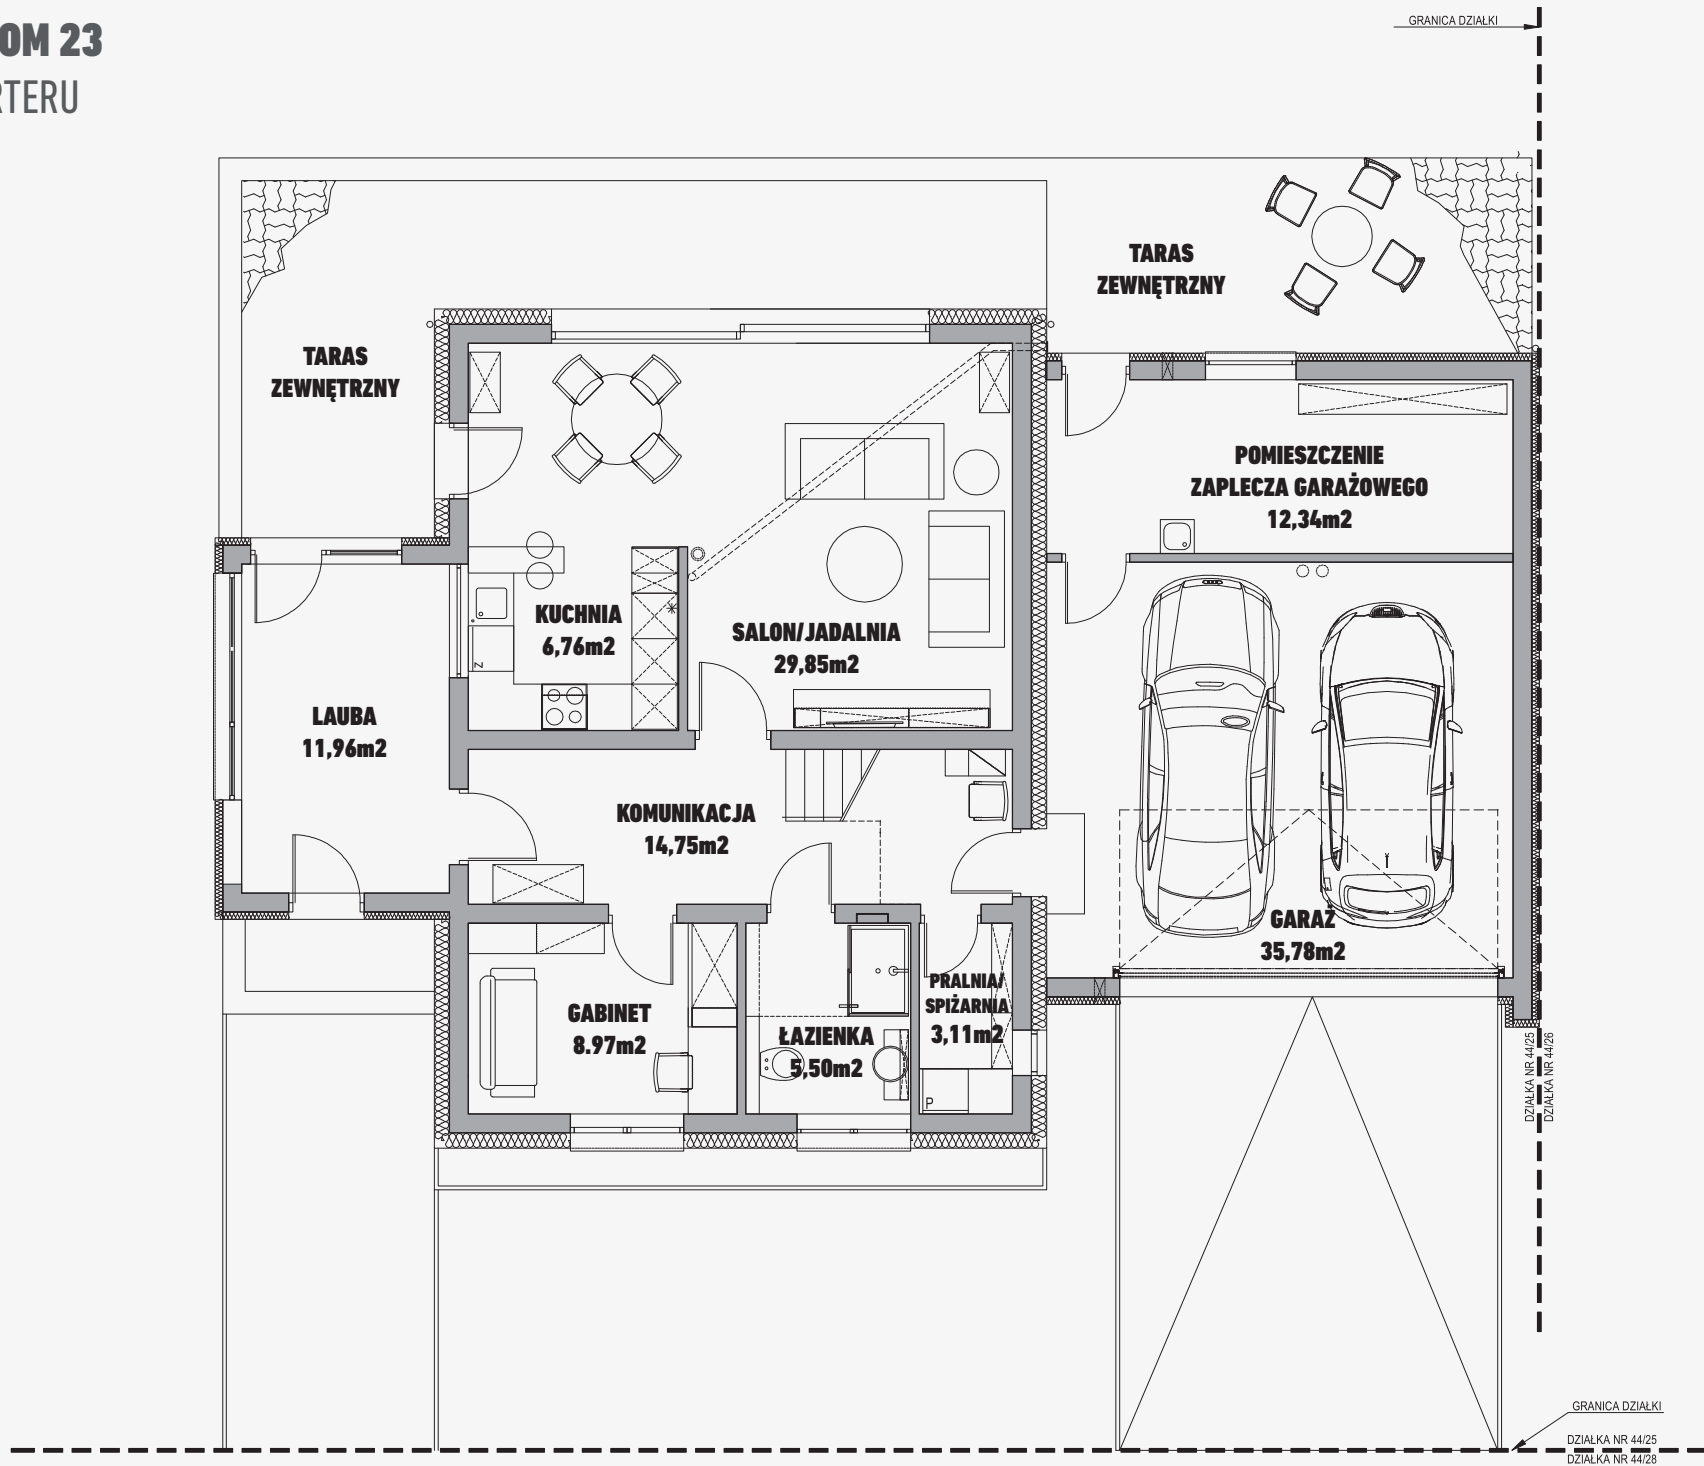 OM 23
RTERU
GRANICA DZIAŁKI
TARAS
ZEWNĘTRZNY
TARAS
ZEWNĘTRZNY
POMIESZCZENIE
ZAPLECZA GARAŻOWEGO
12,34m2
KUCHNIA
6,76m2
Z
SALON/JADALNIA
29,85m2
LAUBA
11,96m2
KOMUNIKACJA
14,75m2
GARAŻ
35,78m2
GABINET
8.97m2
ŁAZIENKA
5,50m2
PRALNIA/
SPIŻARNIA
3,11m2
P
DZIAŁKA NR 44/25
DZIAŁKA NR 44/26
GRANICA DZIAŁKI
DZIAŁKA NR 44/25
DZIAŁKA NR 44/28